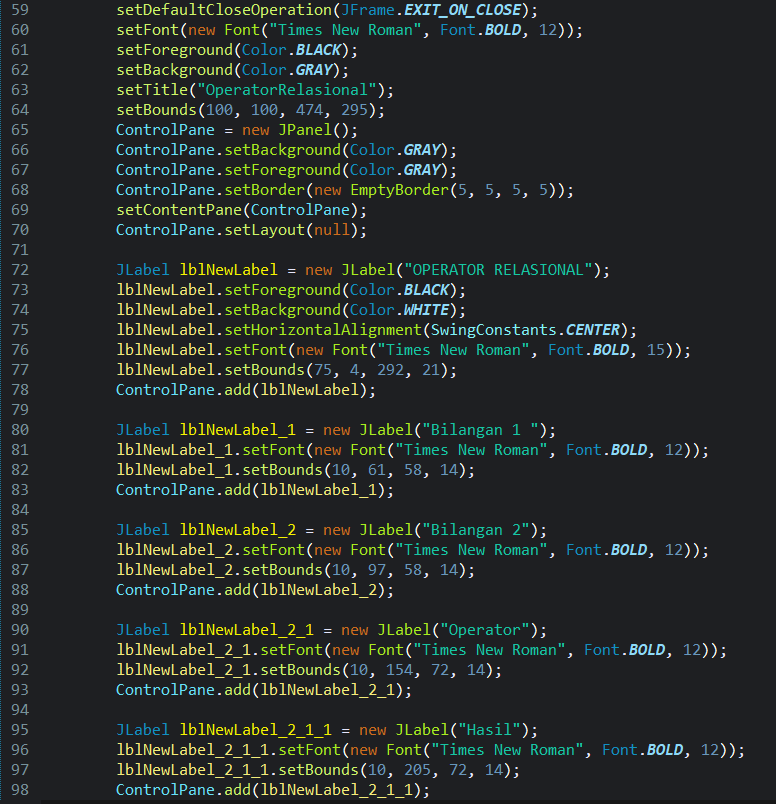 59 setDefaultCloseOperation(JFrame.EXIT_ON_CLOSE);
60 setFont(new Font("Times New Roman", Font.BOLD, 12));
61 setForeground(Color.BLACK);
62 setBackground(Color.GRAY);
63 setTitle("OperatorRelasional");
64 setBounds(100, 100, 474, 295);
65 ControlPane = new JPanel();
66 ControlPane.setBackground(Color.GRAY);
67 ControlPane.setForeground(Color.GRAY);
68 ControlPane.setBorder(new EmptyBorder(5, 5, 5, 5));
69 setContentPane(ControlPane);
70 ControlPane.setLayout(null);
71
72 JLabel lblNewLabel = new JLabel("OPERATOR RELASIONAL");
73 lblNewLabel.setForeground(Color.BLACK);
74 lblNewLabel.setBackground(Color.WHITE);
75 lblNewLabel.setHorizontalAlignment(SwingConstants.CENTER);
76 lblNewLabel.setFont(new Font("Times New Roman", Font.BOLD, 15));
77 lblNewLabel.setBounds(75, 4, 292, 21);
78 ControlPane.add(lblNewLabel);
79
80 JLabel lblNewLabel_1 = new JLabel("Bilangan 1 ");
81 lblNewLabel_1.setFont(new Font("Times New Roman", Font.BOLD, 12));
82 lblNewLabel_1.setBounds(10, 61, 58, 14);
83 ControlPane.add(lblNewLabel_1);
84
85 JLabel lblNewLabel_2 = new JLabel("Bilangan 2");
86 lblNewLabel_2.setFont(new Font("Times New Roman", Font.BOLD, 12));
87 lblNewLabel_2.setBounds(10, 97, 58, 14);
88 ControlPane.add(lblNewLabel_2);
89
90 JLabel lblNewLabel_2_1 = new JLabel("Operator");
91 lblNewLabel_2_1.setFont(new Font("Times New Roman", Font.BOLD, 12));
92 lblNewLabel_2_1.setBounds(10, 154, 72, 14);
93 ControlPane.add(lblNewLabel_2_1);
94
95 JLabel lblNewLabel_2_1_1 = new JLabel("Hasil");
96 lblNewLabel_2_1_1.setFont(new Font("Times New Roman", Font.BOLD, 12));
97 lblNewLabel_2_1_1.setBounds(10, 205, 72, 14);
98 ControlPane.add(lblNewLabel_2_1_1);